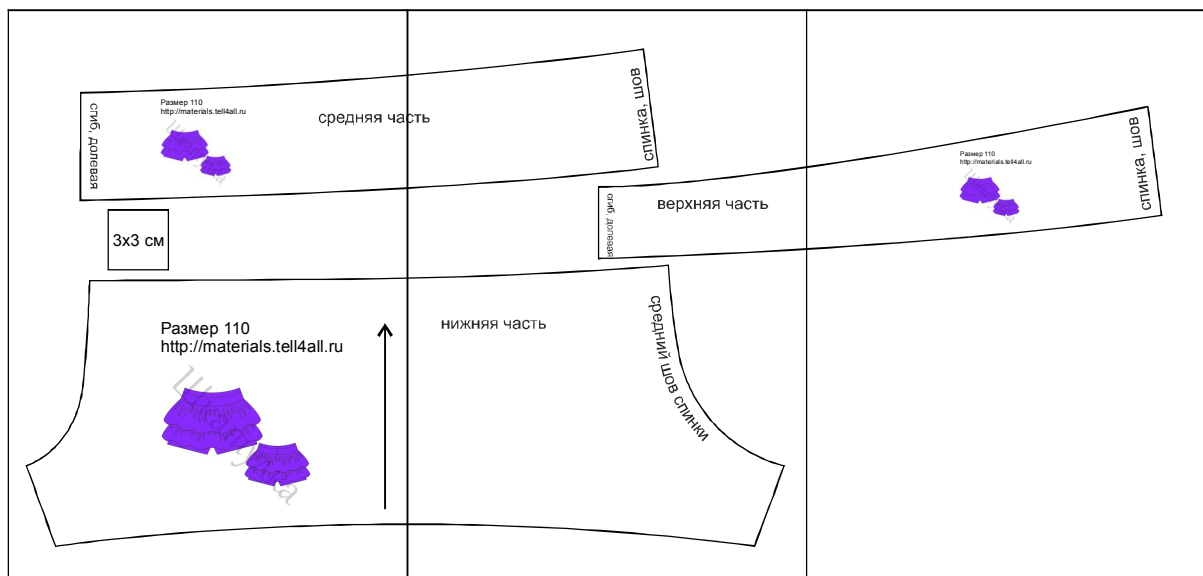 сгиб, долевая
Размер 110
http://materials.tell4all.ru
средняя часть
спинка, шов
3х3 см
сгиб, долевая
верхняя часть
Размер 110
http://materials.tell4all.ru
спинка, шов
Размер 110
http://materials.tell4all.ru
нижняя часть
средний шов спинки